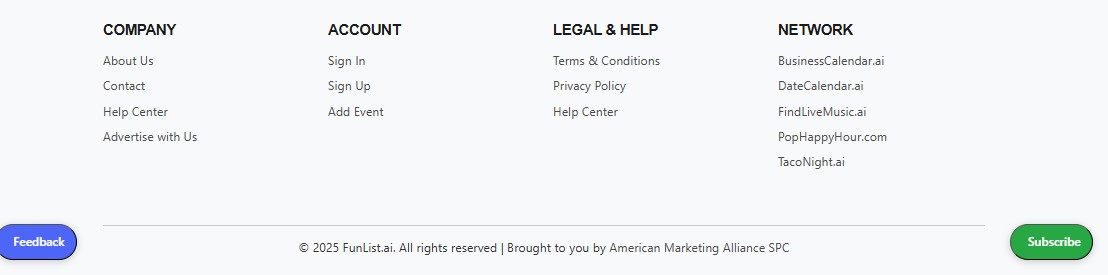 COMPANY
About Us
Contact
Help Center
Advertise with Us
ACCOUNT
Sign In
Sign Up
Add Event
LEGAL & HELP
Terms & Conditions
Privacy Policy
Help Center
NETWORK
BusinessCalendar.ai
DateCalendar.ai
FindLiveMusic.ai
PopHappyHour.com
TacoNight.ai
Feedback
© 2025 FunList.ai. All rights reserved | Brought to you by American Marketing Alliance SPC
Subscribe